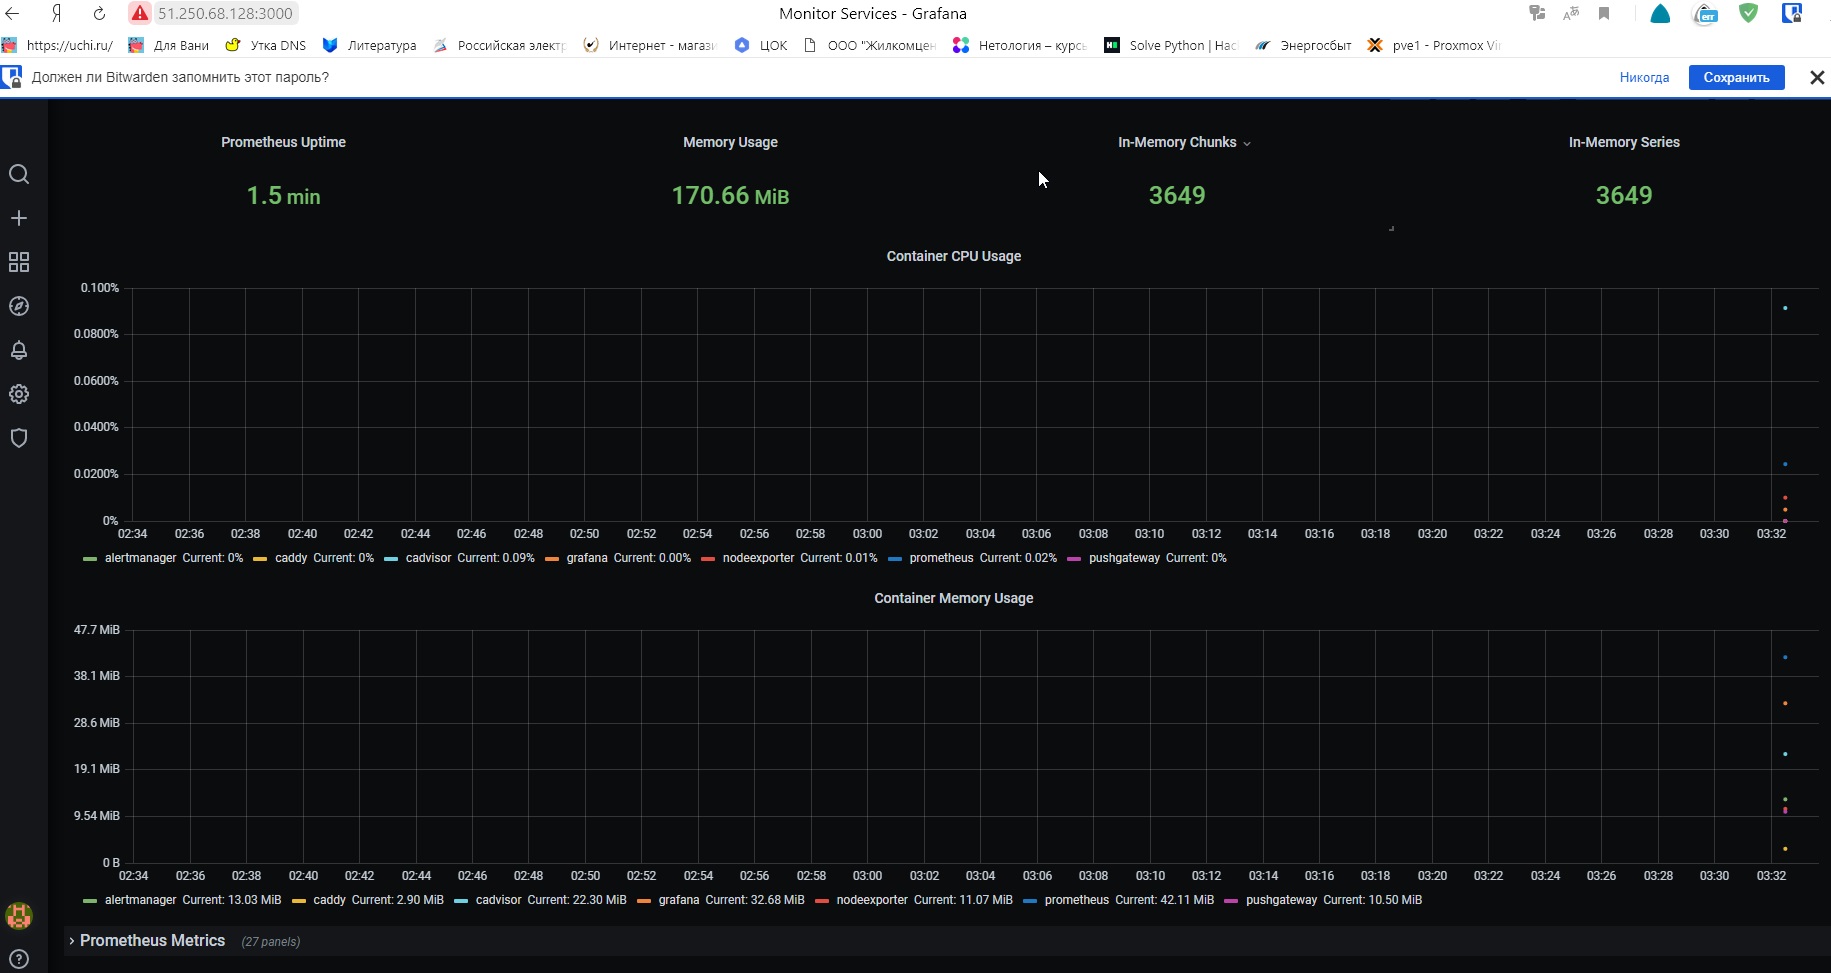 51.250.68.128:3000 Monitor Services - Grafana
https://uchi.ru/ Для Вани Утка DNS Литература Российская электр Интернет - магази ЦОК ООО "Жилкомцен Нетология – курсы Solve Python | Hac Энергосбыт pve1 - Proxmox Vir
Должен ли Bitwarden запомнить этот пароль? Никогда Сохранить
Prometheus Uptime Memory Usage In-Memory Chunks In-Memory Series
1.5 min 170.66 MiB 3649 3649
Container CPU Usage
0.100%
0.0800%
0.0600%
0.0400%
0.0200%
0%
02:34 02:36 02:38 02:40 02:42 02:44 02:46 02:48 02:50 02:52 02:54 02:56 02:58 03:00 03:02 03:04 03:06 03:08 03:10 03:12 03:14 03:16 03:18 03:20 03:22 03:24 03:26 03:28 03:30 03:32
alertmanager Current: 0% caddy Current: 0% cadvisor Current: 0.09% grafana Current: 0.00% nodeexporter Current: 0.01% prometheus Current: 0.02% pushgateway Current: 0%
Container Memory Usage
47.7 MiB
38.1 MiB
28.6 MiB
19.1 MiB
9.54 MiB
0 B
02:34 02:36 02:38 02:40 02:42 02:44 02:46 02:48 02:50 02:52 02:54 02:56 02:58 03:00 03:02 03:04 03:06 03:08 03:10 03:12 03:14 03:16 03:18 03:20 03:22 03:24 03:26 03:28 03:30 03:32
alertmanager Current: 13.03 MiB caddy Current: 2.90 MiB cadvisor Current: 22.30 MiB grafana Current: 32.68 MiB nodeexporter Current: 11.07 MiB prometheus Current: 42.11 MiB pushgateway Current: 10.50 MiB
Prometheus Metrics (27 panels)